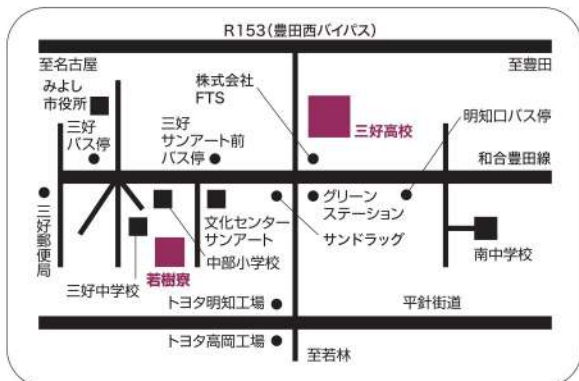 R153(豊田西バイパス)
至名古屋
至豊田
みよし
市役所
株式会社
FTS
三好
バス停
三好
サンアート前
バス停
三好高校
明知口バス停
和合豊田線
三好郵便局
文化センター
サンアート
グリーン
ステーション
サンドラッグ
中部小学校
南中学校
三好中学校
若樹寮
トヨタ明知工場
平針街道
トヨタ高岡工場
至若林